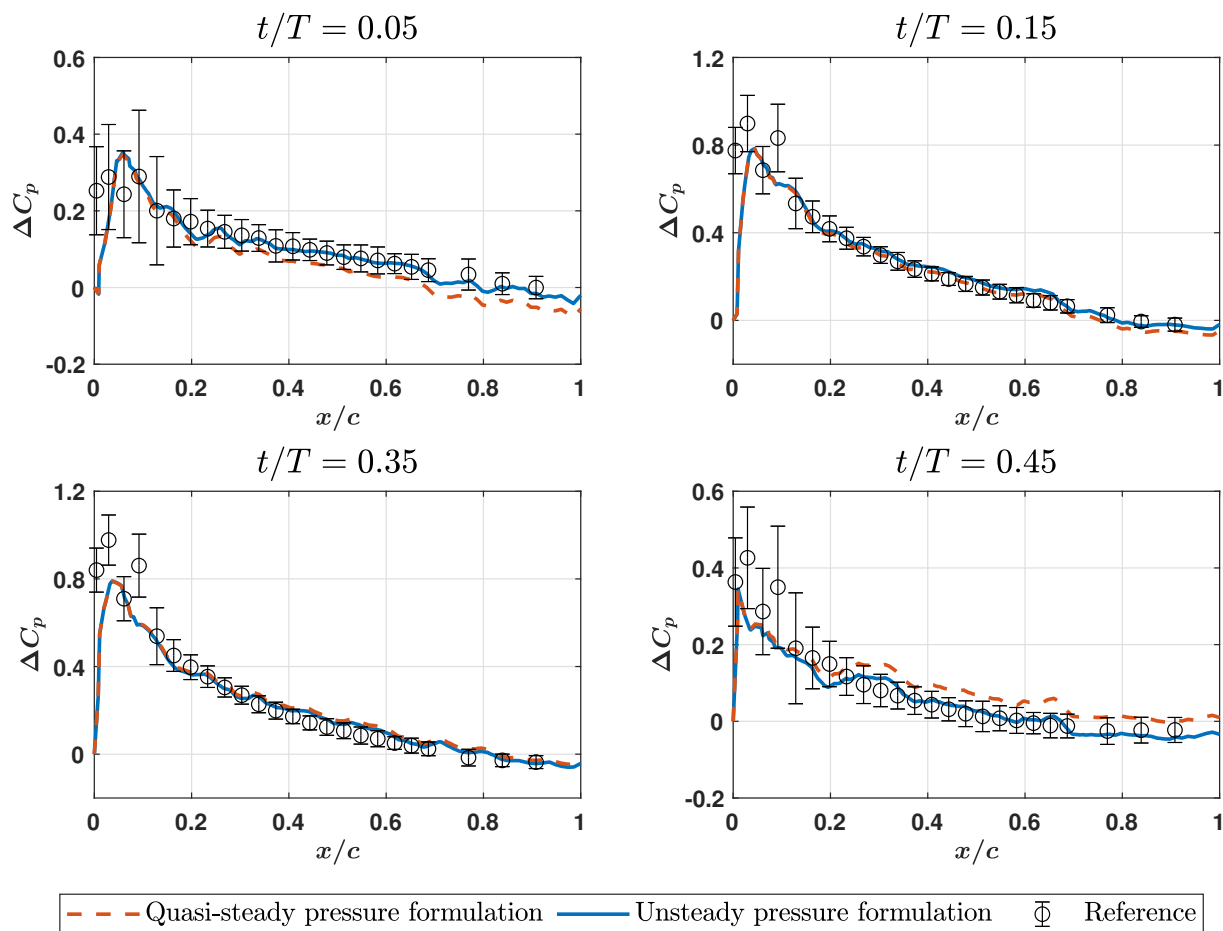 t/T = 0.05
0.6
0.4
0.2
0
-0.2
ΔC_p
0 0.2 0.4 0.6 0.8 1
x/c
t/T = 0.15
1.2
0.8
0.4
0
ΔC_p
0 0.2 0.4 0.6 0.8 1
x/c
t/T = 0.35
1.2
0.8
0.4
0
ΔC_p
0 0.2 0.4 0.6 0.8 1
x/c
t/T = 0.45
0.6
0.4
0.2
0
-0.2
ΔC_p
0 0.2 0.4 0.6 0.8 1
x/c
Quasi-steady pressure formulation Unsteady pressure formulation Reference